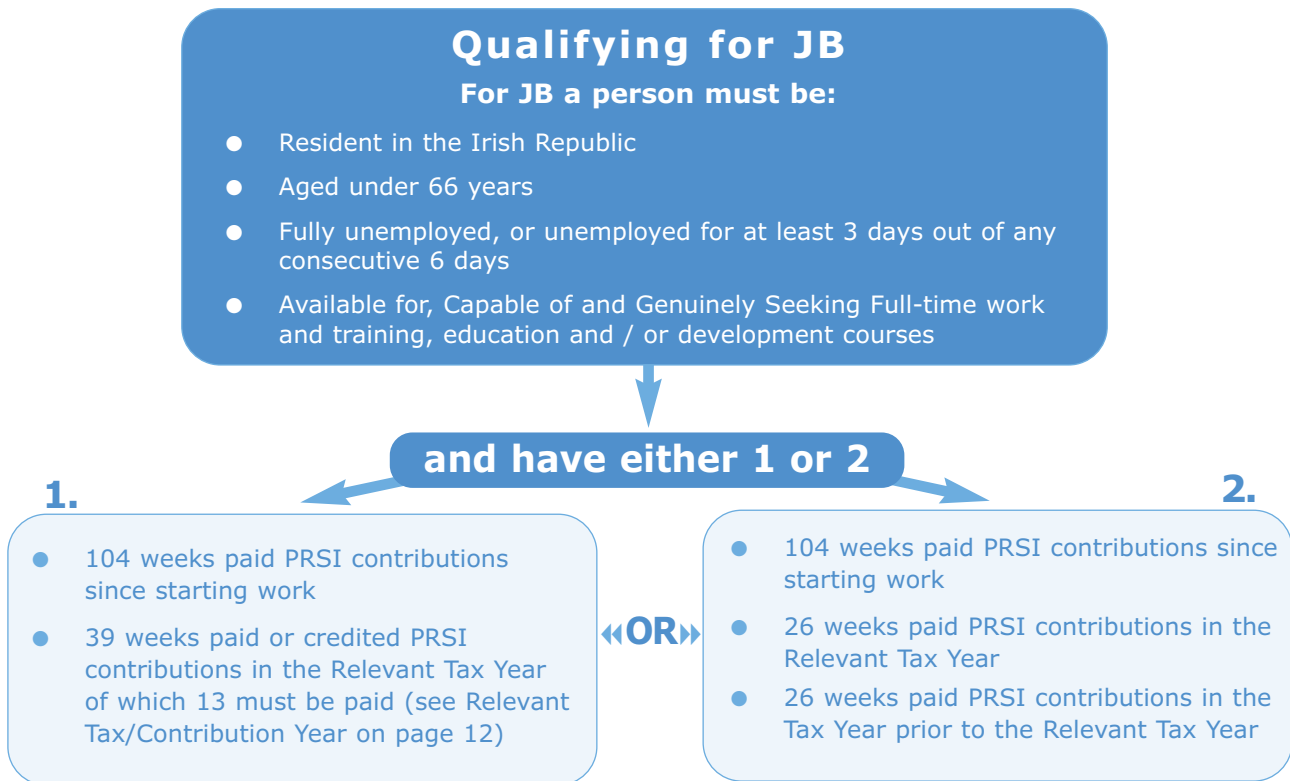 Qualifying for JB
For JB a person must be:
● Resident in the Irish Republic
● Aged under 66 years
● Fully unemployed, or unemployed for at least 3 days out of any
consecutive 6 days
● Available for, Capable of and Genuinely Seeking Full-time work
and training, education and / or development courses
and have either 1 or 2
1.
● 104 weeks paid PRSI contributions
since starting work
● 39 weeks paid or credited PRSI
contributions in the Relevant Tax Year
of which 13 must be paid (see Relevant
Tax/Contribution Year on page 12)
OR
2.
● 104 weeks paid PRSI contributions since
starting work
● 26 weeks paid PRSI contributions in the
Relevant Tax Year
● 26 weeks paid PRSI contributions in the
Tax Year prior to the Relevant Tax Year